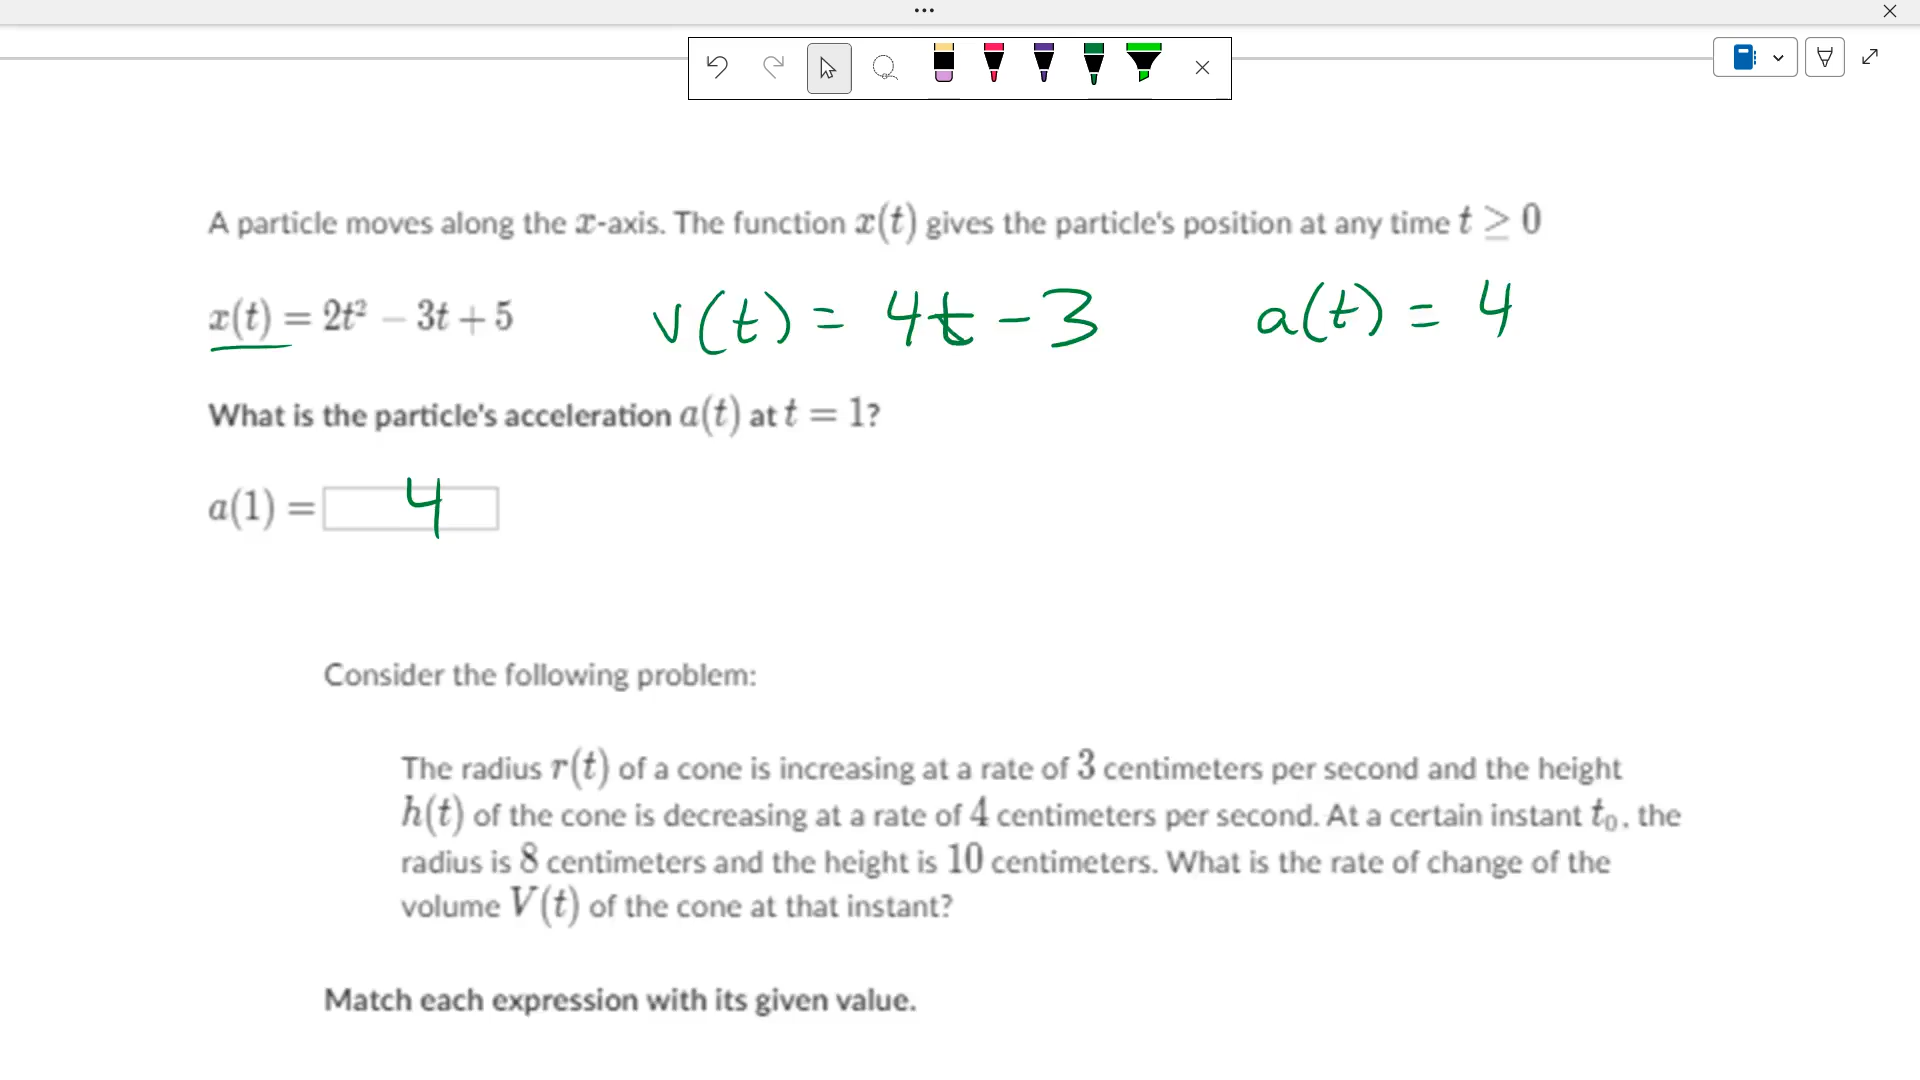 A particle moves along the x-axis. The function x(t) gives the particle's position at any time t ≥ 0
x(t) = 2t² − 3t + 5 v(t) = 4t − 3 a(t) = 4
What is the particle's acceleration a(t) at t = 1?
a(1) = 4
Consider the following problem:
The radius r(t) of a cone is increasing at a rate of 3 centimeters per second and the height
h(t) of the cone is decreasing at a rate of 4 centimeters per second. At a certain instant t₀, the
radius is 8 centimeters and the height is 10 centimeters. What is the rate of change of the
volume V(t) of the cone at that instant?
Match each expression with its given value.